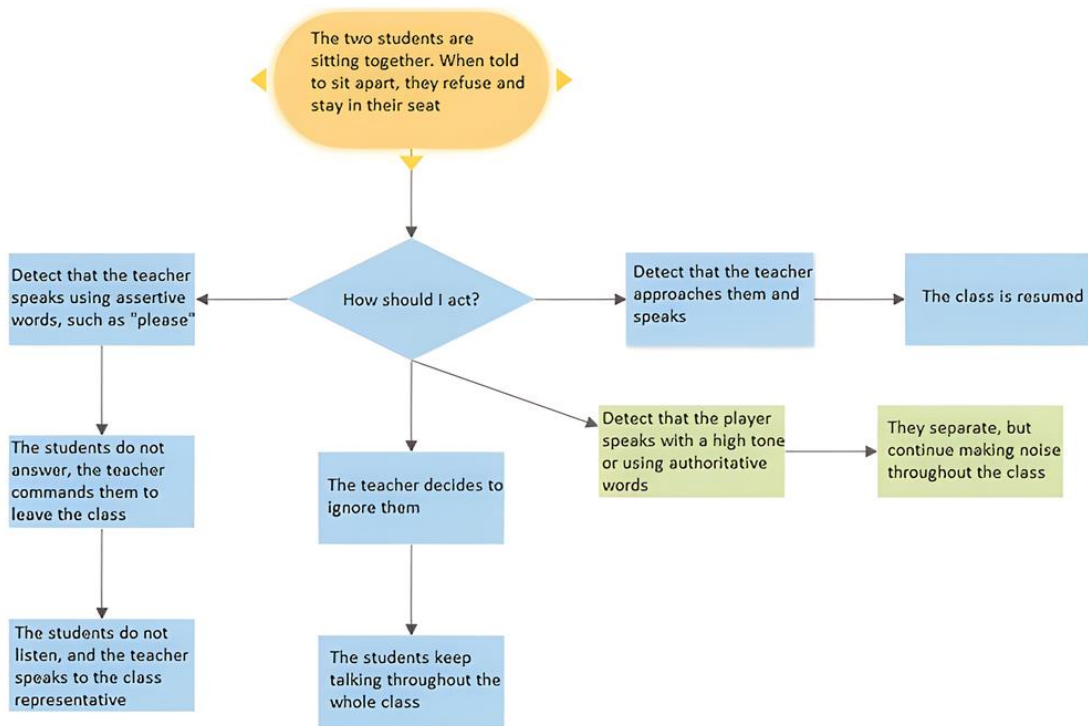 The two students are
sitting together. When told
to sit apart, they refuse and
stay in their seat
Detect that the teacher
speaks using assertive
words, such as "please"
How should I act?
Detect that the teacher
approaches them and
speaks
The class is resumed
Detect that the player
speaks with a high tone
or using authoritative
words
They separate, but
continue making noise
throughout the class
The students do not
answer, the teacher
commands them to
leave the class
The teacher decides to
ignore them
The students do not
listen, and the teacher
speaks to the class
representative
The students keep
talking throughout the
whole class